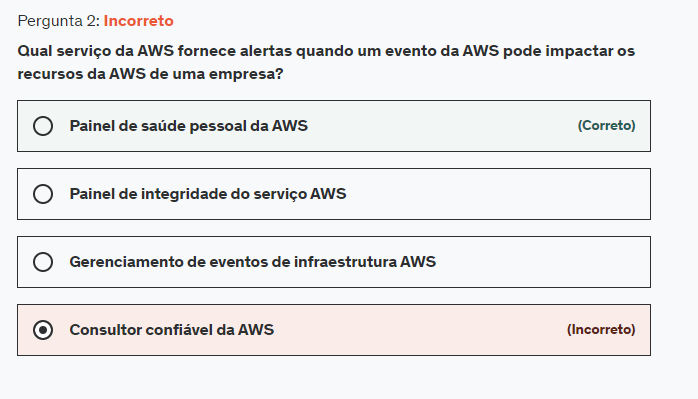 Pergunta 2: Incorreto
Qual serviço da AWS fornece alertas quando um evento da AWS pode impactar os
recursos da AWS de uma empresa?
Painel de saúde pessoal da AWS (Correto)
Painel de integridade do serviço AWS
Gerenciamento de eventos de infraestrutura AWS
Consultor confiável da AWS (Incorreto)